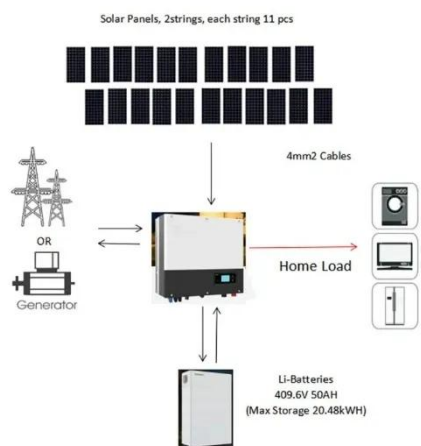 Solar Panels, 2strings, each string 11 pcs
4mm2 Cables
OR
Generator
Home Load
Li-Batteries
409.6V 50AH
(Max Storage 20.48kWH)